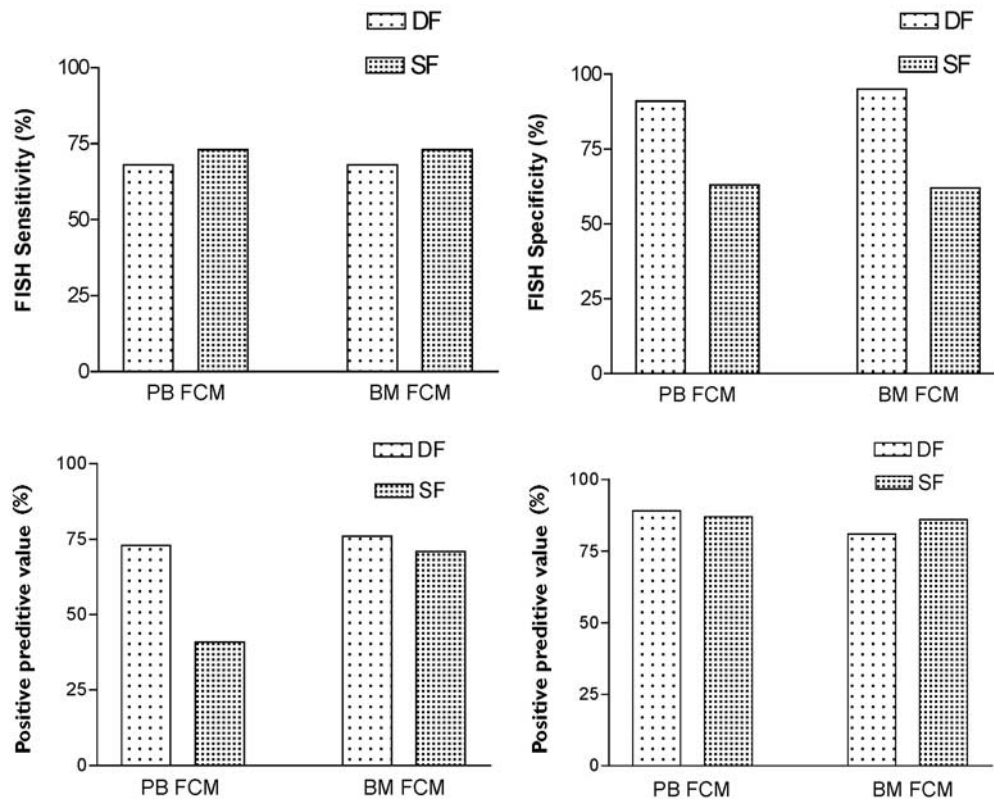 DF
SF
FISH Sensitivity (%)
100
75
50
25
0
PB FCM BM FCM
DF
SF
FISH Specificity (%)
100
75
50
25
0
PB FCM BM FCM
DF
SF
Positive preditive value (%)
100
75
50
25
0
PB FCM BM FCM
DF
SF
Positive preditive value (%)
100
75
50
25
0
PB FCM BM FCM